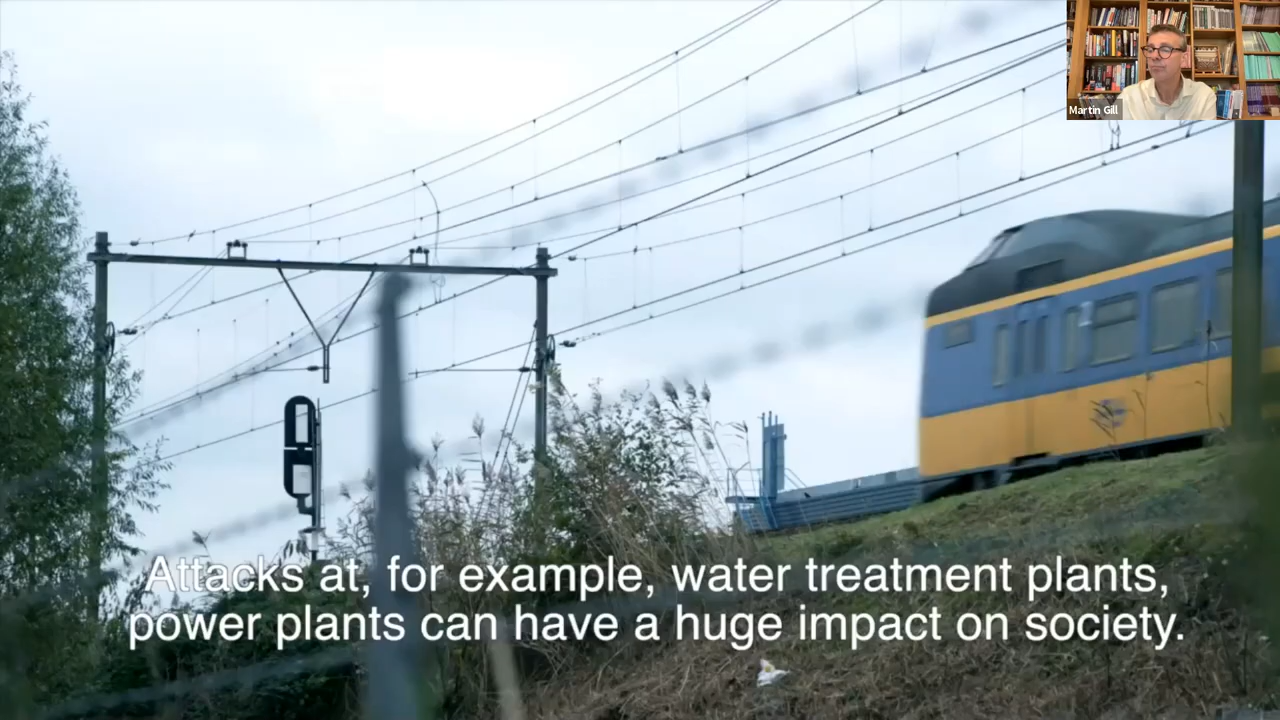 Martin Gill
Attacks at, for example, water treatment plants,
power plants can have a huge impact on society.